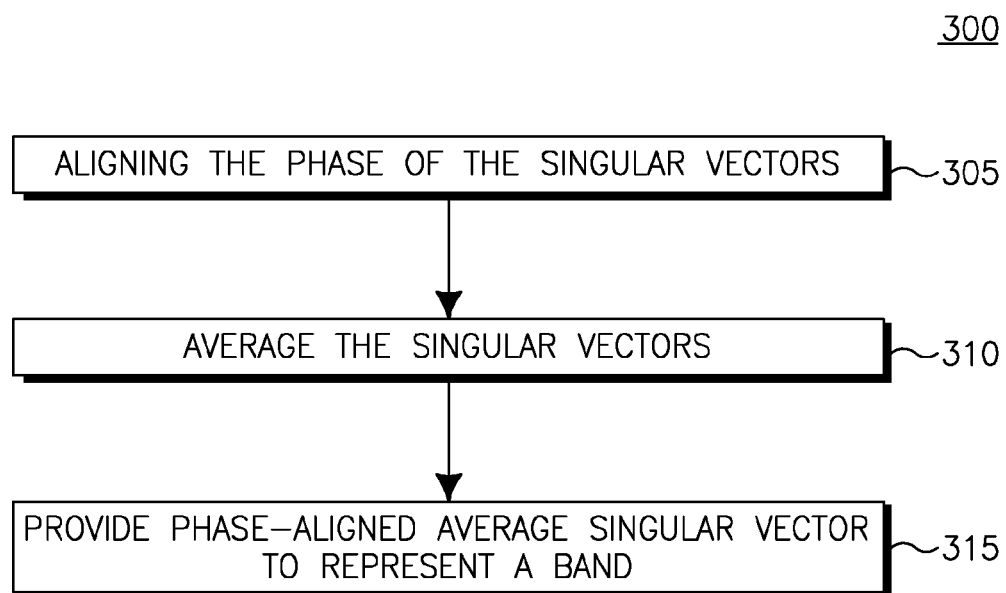 300
ALIGNING THE PHASE OF THE SINGULAR VECTORS
305
AVERAGE THE SINGULAR VECTORS
310
PROVIDE PHASE-ALIGNED AVERAGE SINGULAR VECTOR
TO REPRESENT A BAND
315